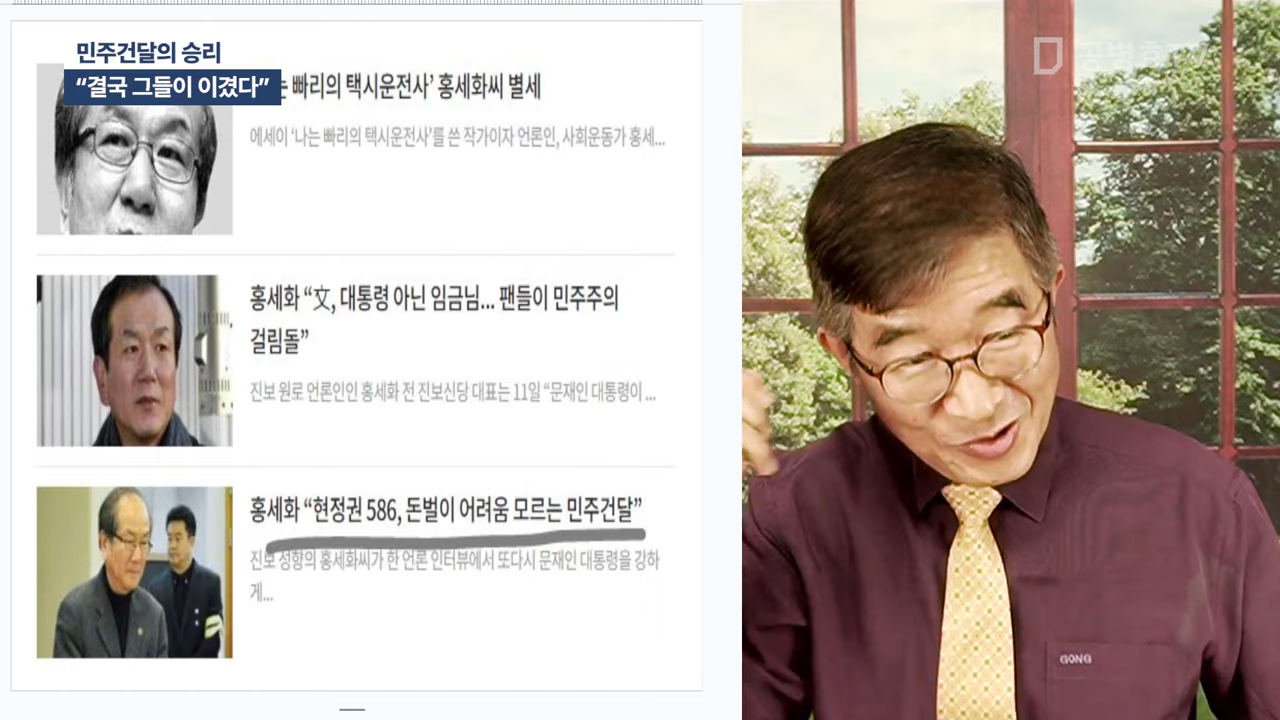 민주건달의 승리
“결국 그들이 이겼다”
는 빠리의 택시운전사’ 홍세화씨 별세
에세이 ‘나는 빠리의 택시운전사’를 쓴 작가이자 언론인, 사회운동가 홍세...
홍세화 “文, 대통령 아닌 임금님... 팬들이 민주주의
걸림돌”
진보 원로 언론인인 홍세화 전 진보신당 대표는 11일 “문재인 대통령이 ...
홍세화 “현정권 586, 돈벌이 어려움 모르는 민주건달”
진보 성향의 홍세화씨가 한 언론 인터뷰에서 또다시 문재인 대통령을 강하
게...
GONG